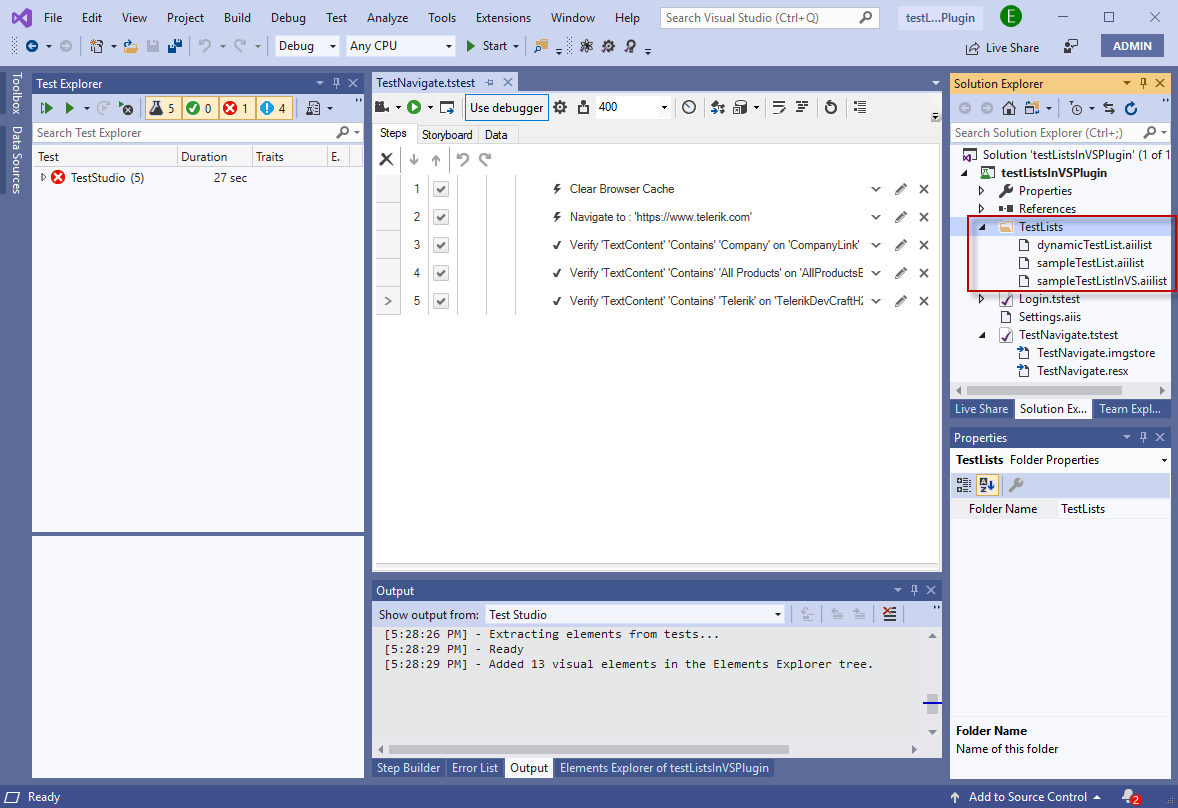 File Edit View Project Build Debug Test Analyze Tools Extensions Window Help Search Visual Studio (Ctrl+Q) testL...Plugin E
Debug Any CPU Start Live Share ADMIN
Toolbox
Data Sources
Test Explorer
5 0 1 4
Search Test Explorer
Test Duration Traits E.
TestStudio (5) 27 sec
TestNavigate.tstest
Use debugger 400
Steps Storyboard Data
1 Clear Browser Cache
2 Navigate to : 'https://www.telerik.com'
3 Verify 'TextContent' 'Contains' 'Company' on 'CompanyLink'
4 Verify 'TextContent' 'Contains' 'All Products' on 'AllProductsE
5 Verify 'TextContent' 'Contains' 'Telerik' on 'TelerikDevCraftH2
Output
Show output from: Test Studio
[5:28:26 PM] - Extracting elements from tests...
[5:28:29 PM] - Ready
[5:28:29 PM] - Added 13 visual elements in the Elements Explorer tree.
Step Builder Error List Output Elements Explorer of testListsInVSPlugin
Solution Explorer
Search Solution Explorer (Ctrl+;)
Solution 'testListsInVSPlugin' (1 of 1
testListsInVSPlugin
Properties
References
TestLists
dynamicTestList.aiilist
sampleTestList.aiilist
sampleTestListInVS.aiilist
Login.tstest
Settings.aiis
TestNavigate.tstest
TestNavigate.imgstore
TestNavigate.resx
Live Share Solution Ex... Team Expl...
Properties
TestLists Folder Properties
Folder Name TestLists
Folder Name
Name of this folder
Ready Add to Source Control 2